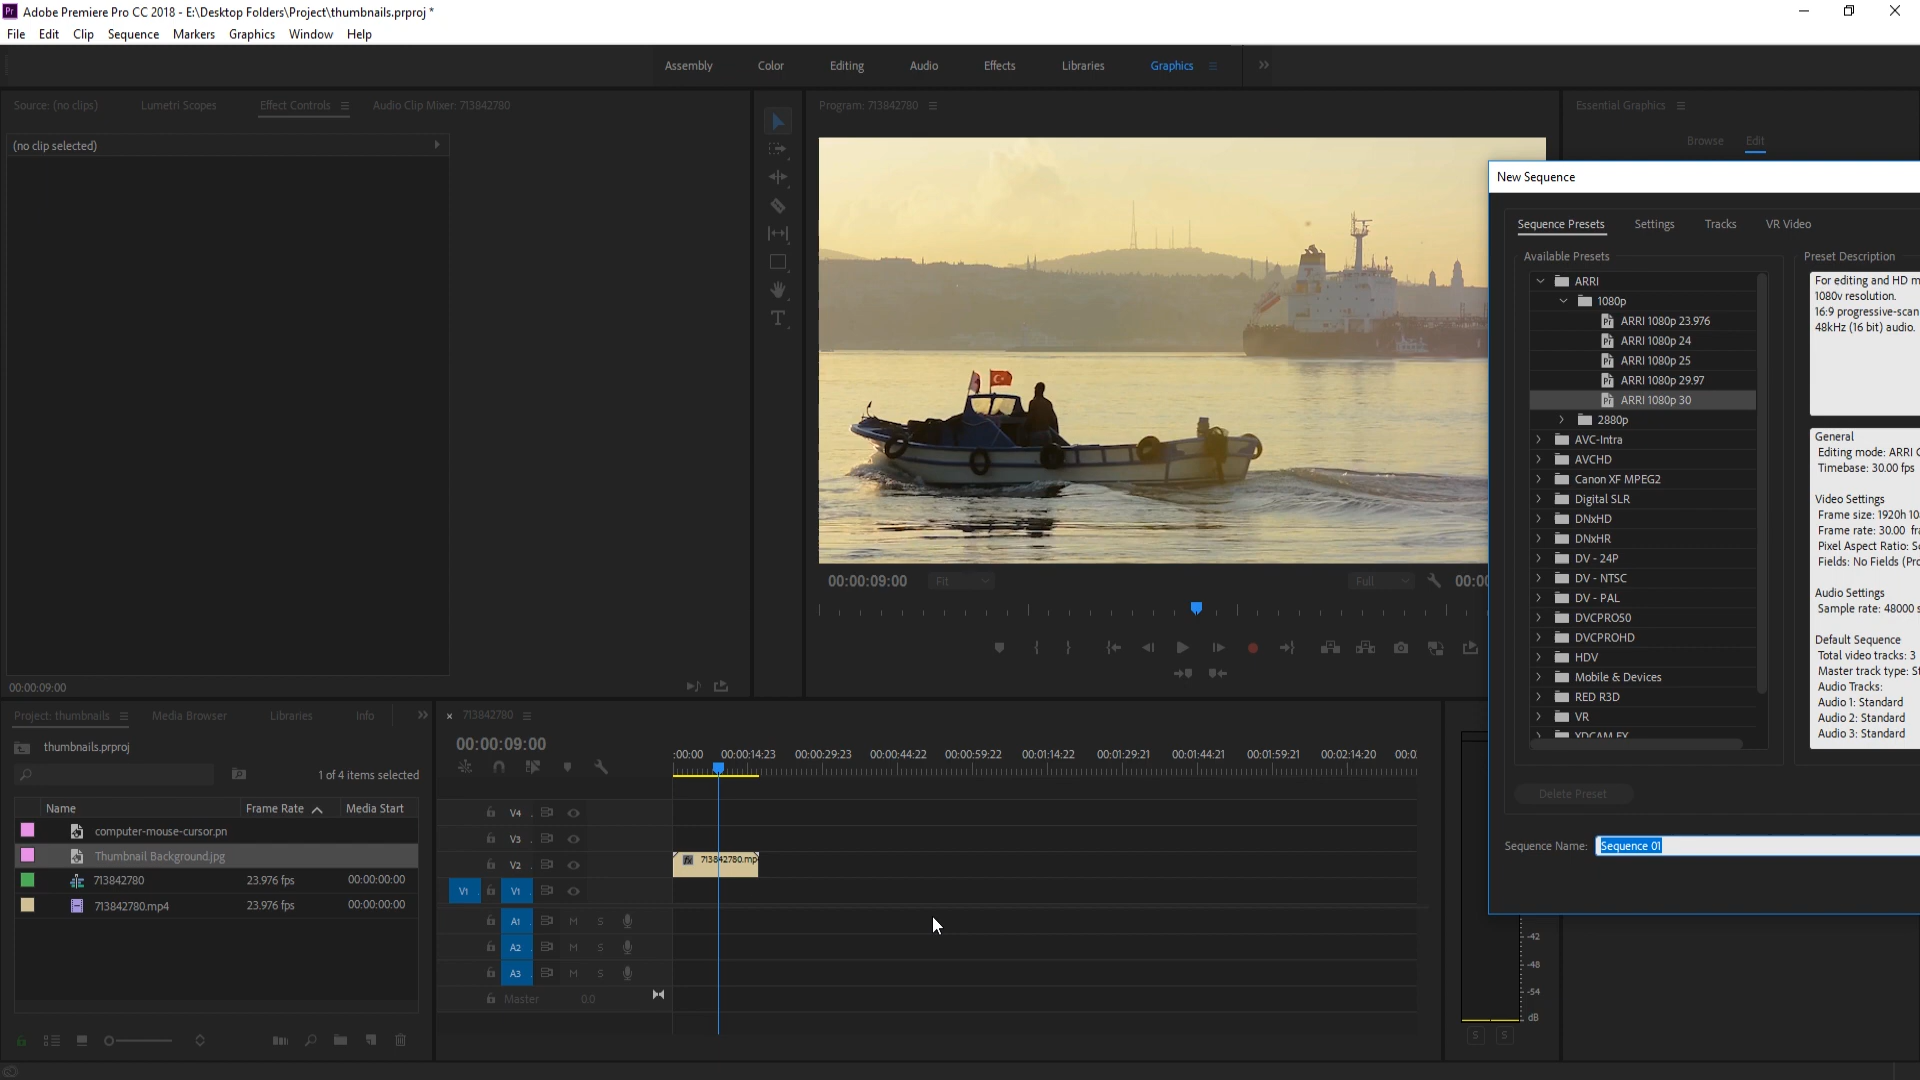 Adobe Premiere Pro CC 2018 - E:\Desktop Folders\Project\thumbnails.prproj *
File Edit Clip Sequence Markers Graphics Window Help
Assembly Color Editing Audio Effects Libraries Graphics
Source: (no clips) Lumetri Scopes Effect Controls Audio Clip Mixer: 713842780
Program: 713842780
Essential Graphics
Browse Edit
(no clip selected)
00:00:09:00
00:00:09:00 Fit Full 00:00
New Sequence
Sequence Presets Settings Tracks VR Video
Available Presets
ARRI
1080p
ARRI 1080p 23.976
ARRI 1080p 24
ARRI 1080p 25
ARRI 1080p 29.97
ARRI 1080p 30
2880p
AVC-Intra
AVCHD
Canon XF MPEG2
Digital SLR
DNxHD
DNxHR
DV - 24P
DV - NTSC
DV - PAL
DVCPRO50
DVCPROHD
HDV
Mobile & Devices
RED R3D
VR
XDCAM EX
Delete Preset
Preset Description
For editing and HD m
1080v resolution.
16:9 progressive-scan
48kHz (16 bit) audio.
General
Editing mode: ARRI C
Timebase: 30.00 fps
Video Settings
Frame size: 1920h 10
Frame rate: 30.00 fra
Pixel Aspect Ratio: S
Fields: No Fields (Pro
Audio Settings
Sample rate: 48000 s
Default Sequence
Total video tracks: 3
Master track type: St
Audio Tracks:
Audio 1: Standard
Audio 2: Standard
Audio 3: Standard
Sequence Name: Sequence 01
Project: thumbnails Media Browser Libraries Info
thumbnails.prproj
1 of 4 items selected
Name Frame Rate Media Start
computer-mouse-cursor.pn
Thumbnail Background.jpg
713842780 23.976 fps 00:00:00:00
713842780.mp4 23.976 fps 00:00:00:00
713842780
00:00:09:00
:00:00 00:00:14:23 00:00:29:23 00:00:44:22 00:00:59:22 00:01:14:22 00:01:29:21 00:01:44:21 00:01:59:21 00:02:14:20 00:0
V4
V3
V2 fx 713842780.mp
V1 V1
A1 M S
A2 M S
A3 M S
Master 0.0
-42
-48
-54
dB
S S